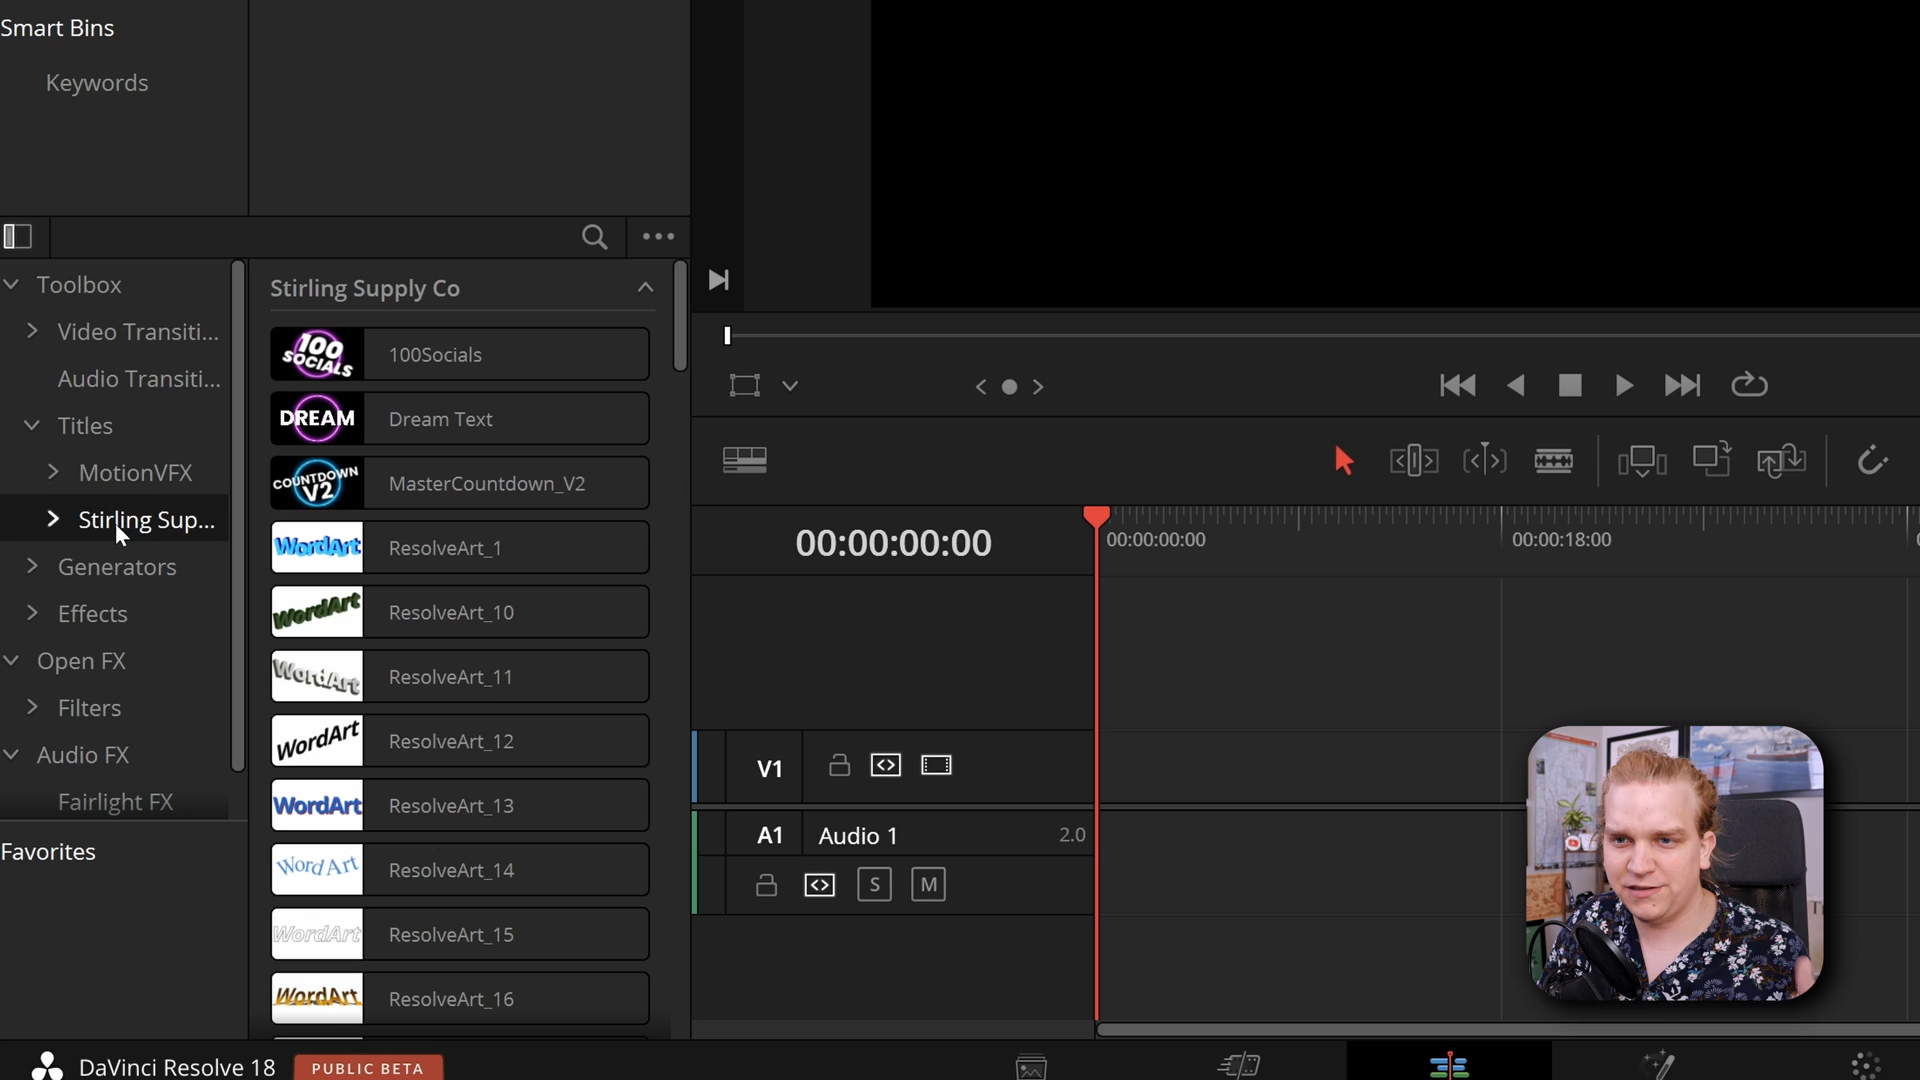 Smart Bins
Keywords
Toolbox
Video Transiti...
Audio Transiti...
Titles
MotionVFX
Stirling Sup...
Generators
Effects
Open FX
Filters
Audio FX
Fairlight FX
Favorites
Stirling Supply Co
100 SOCIALS
100Socials
DREAM
Dream Text
COUNTDOWN V2
MasterCountdown_V2
WordArt
ResolveArt_1
WordArt
ResolveArt_10
WordArt
ResolveArt_11
WordArt
ResolveArt_12
WordArt
ResolveArt_13
WordArt
ResolveArt_14
WordArt
ResolveArt_15
WordArt
ResolveArt_16
00:00:00:00
00:00:00:00
00:00:18:00
V1
A1
Audio 1
2.0
S
M
DaVinci Resolve 18
PUBLIC BETA